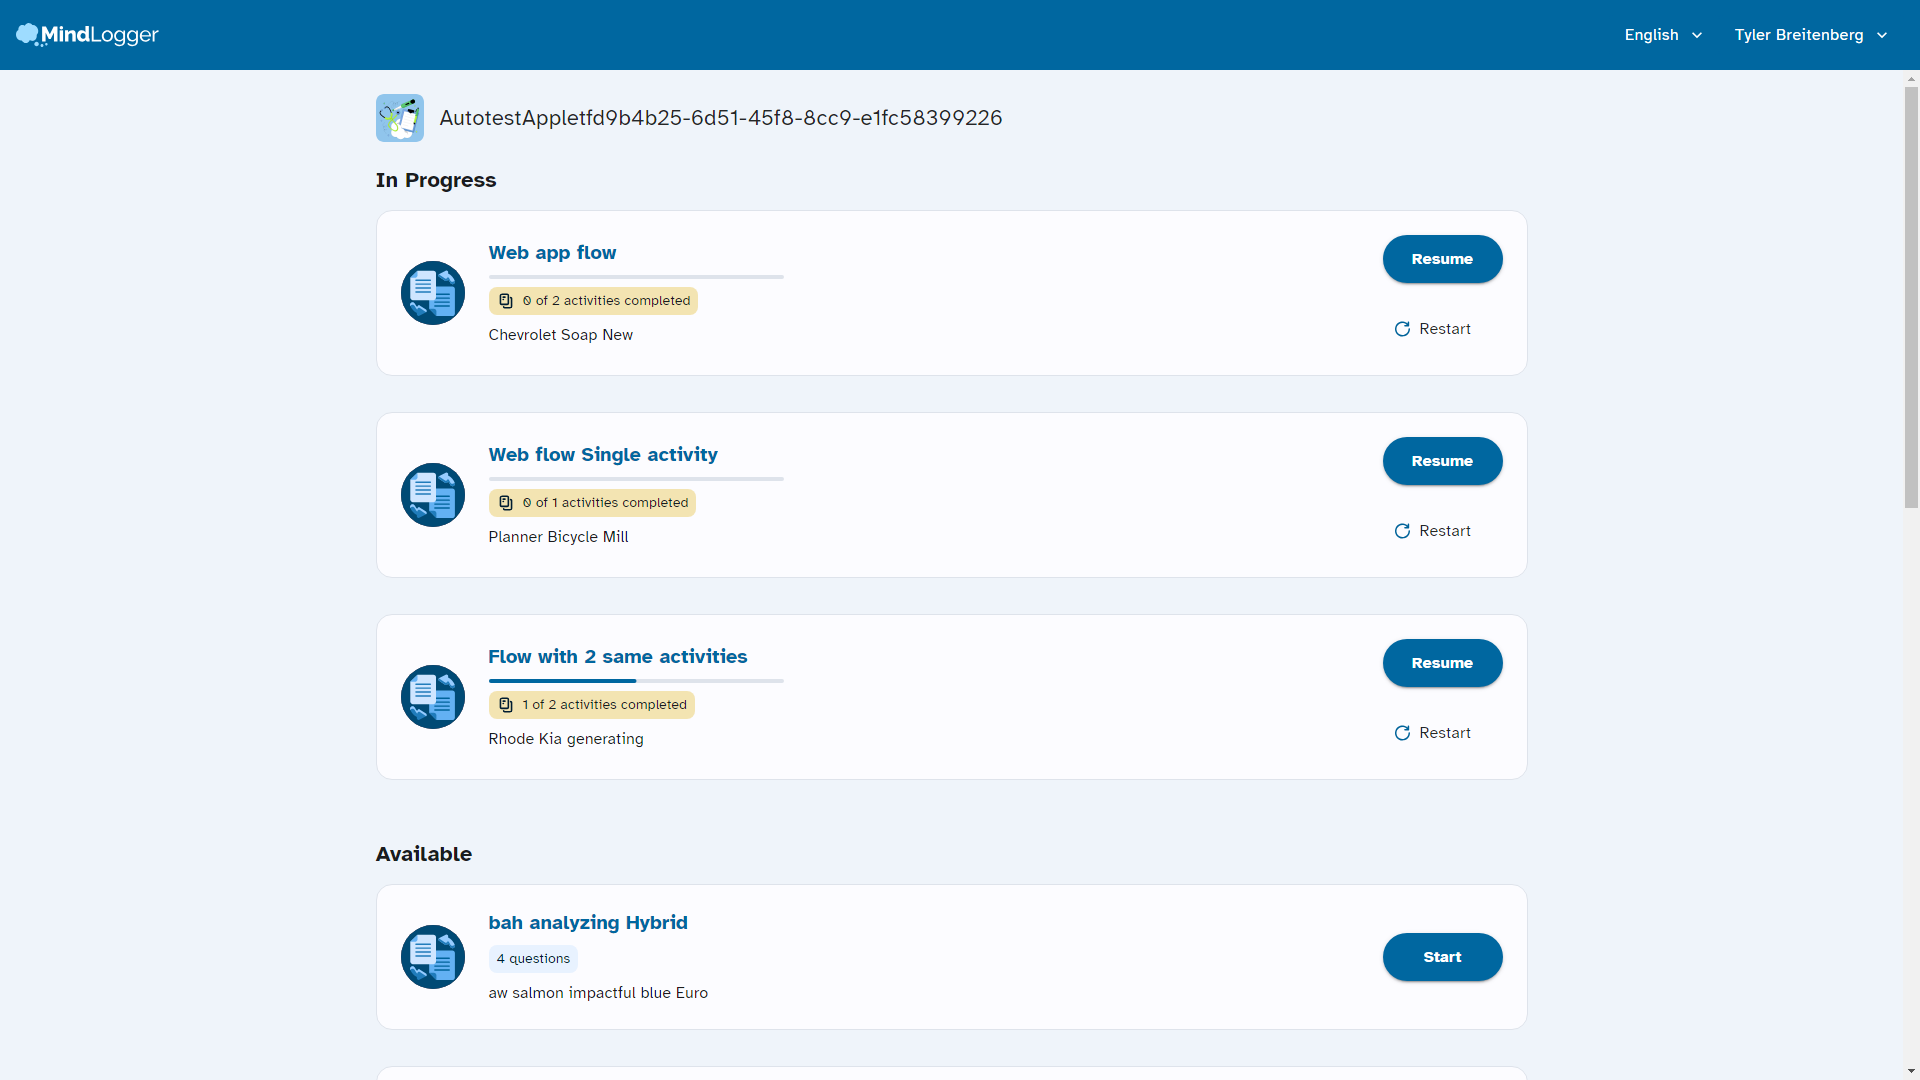 MindLogger
English
Tyler Breitenberg
AutotestAppletfd9b4b25-6d51-45f8-8cc9-e1fc58399226
In Progress
Web app flow
0 of 2 activities completed
Chevrolet Soap New
Resume
Restart
Web flow Single activity
0 of 1 activities completed
Planner Bicycle Mill
Resume
Restart
Flow with 2 same activities
1 of 2 activities completed
Rhode Kia generating
Resume
Restart
Available
bah analyzing Hybrid
4 questions
aw salmon impactful blue Euro
Start